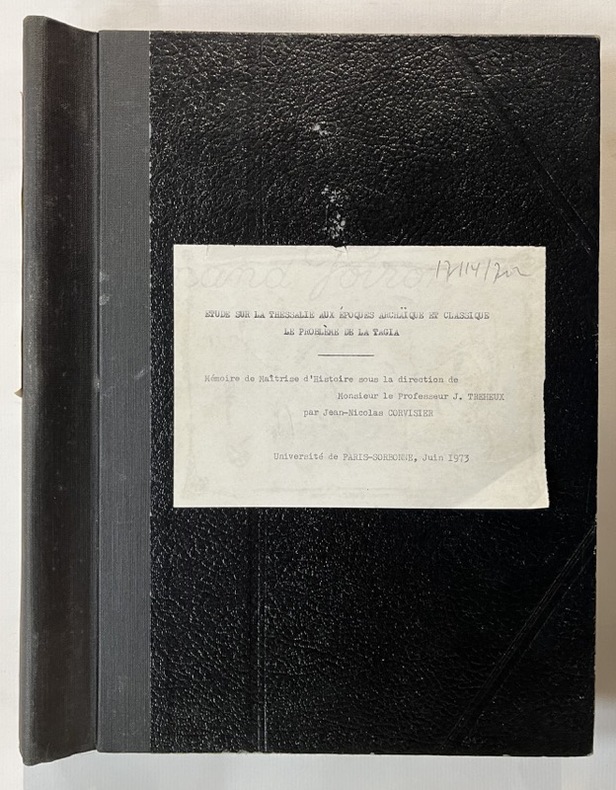 ETUDE SUR LA THESSALIE AUX ÉPOQUES ARCHAÏQUE ET CLASSIQUE
LE PROBLÈME DE LA TAGIA
Mémoire de Maîtrise d'Histoire sous la direction de
Monsieur le Professeur J. TREHEUX
par Jean-Nicolas CORVISIER
Université de PARIS-SORBONNE, Juin 1973